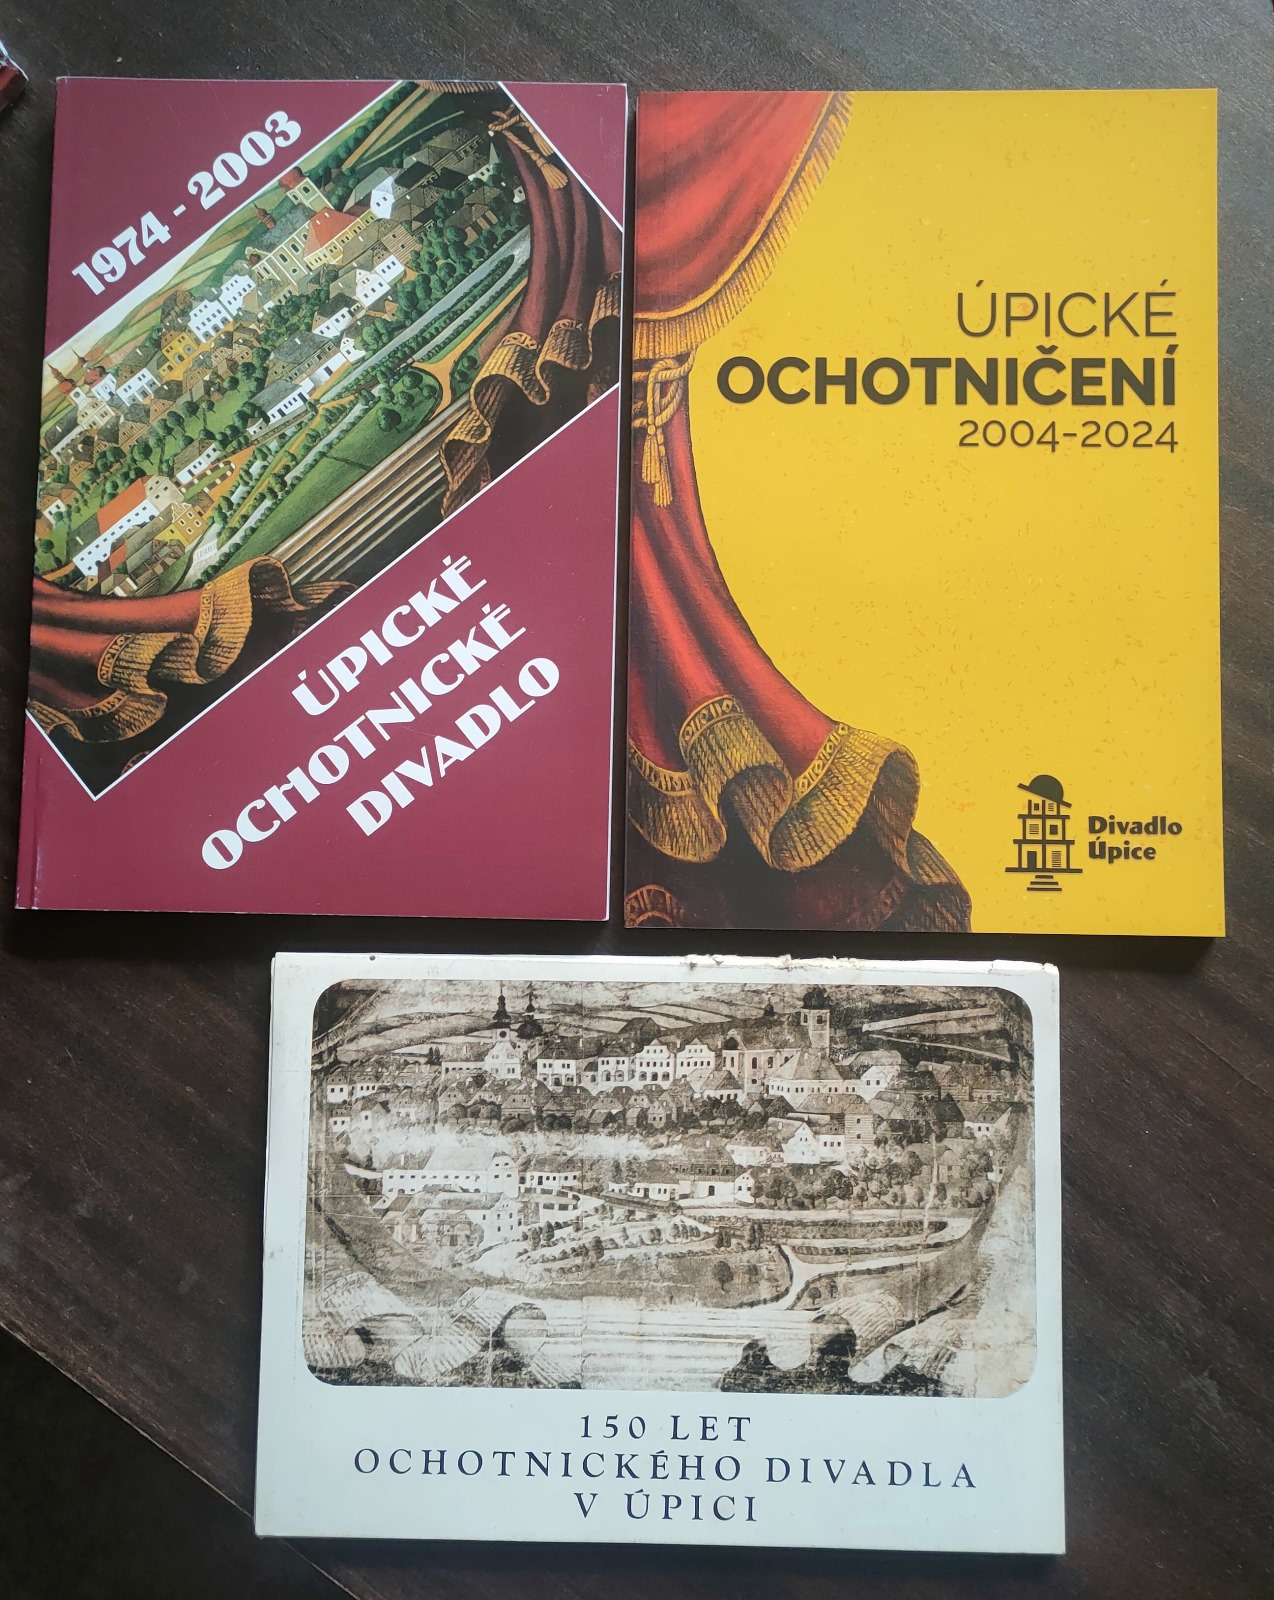 1974 - 2003
ÚPICKÉ
OCHOTNICKÉ
DIVADLO
ÚPICKÉ
OCHOTNIČENÍ
2004-2024
Divadlo
Úpice
150 LET
OCHOTNICKÉHO DIVADLA
V ÚPICI